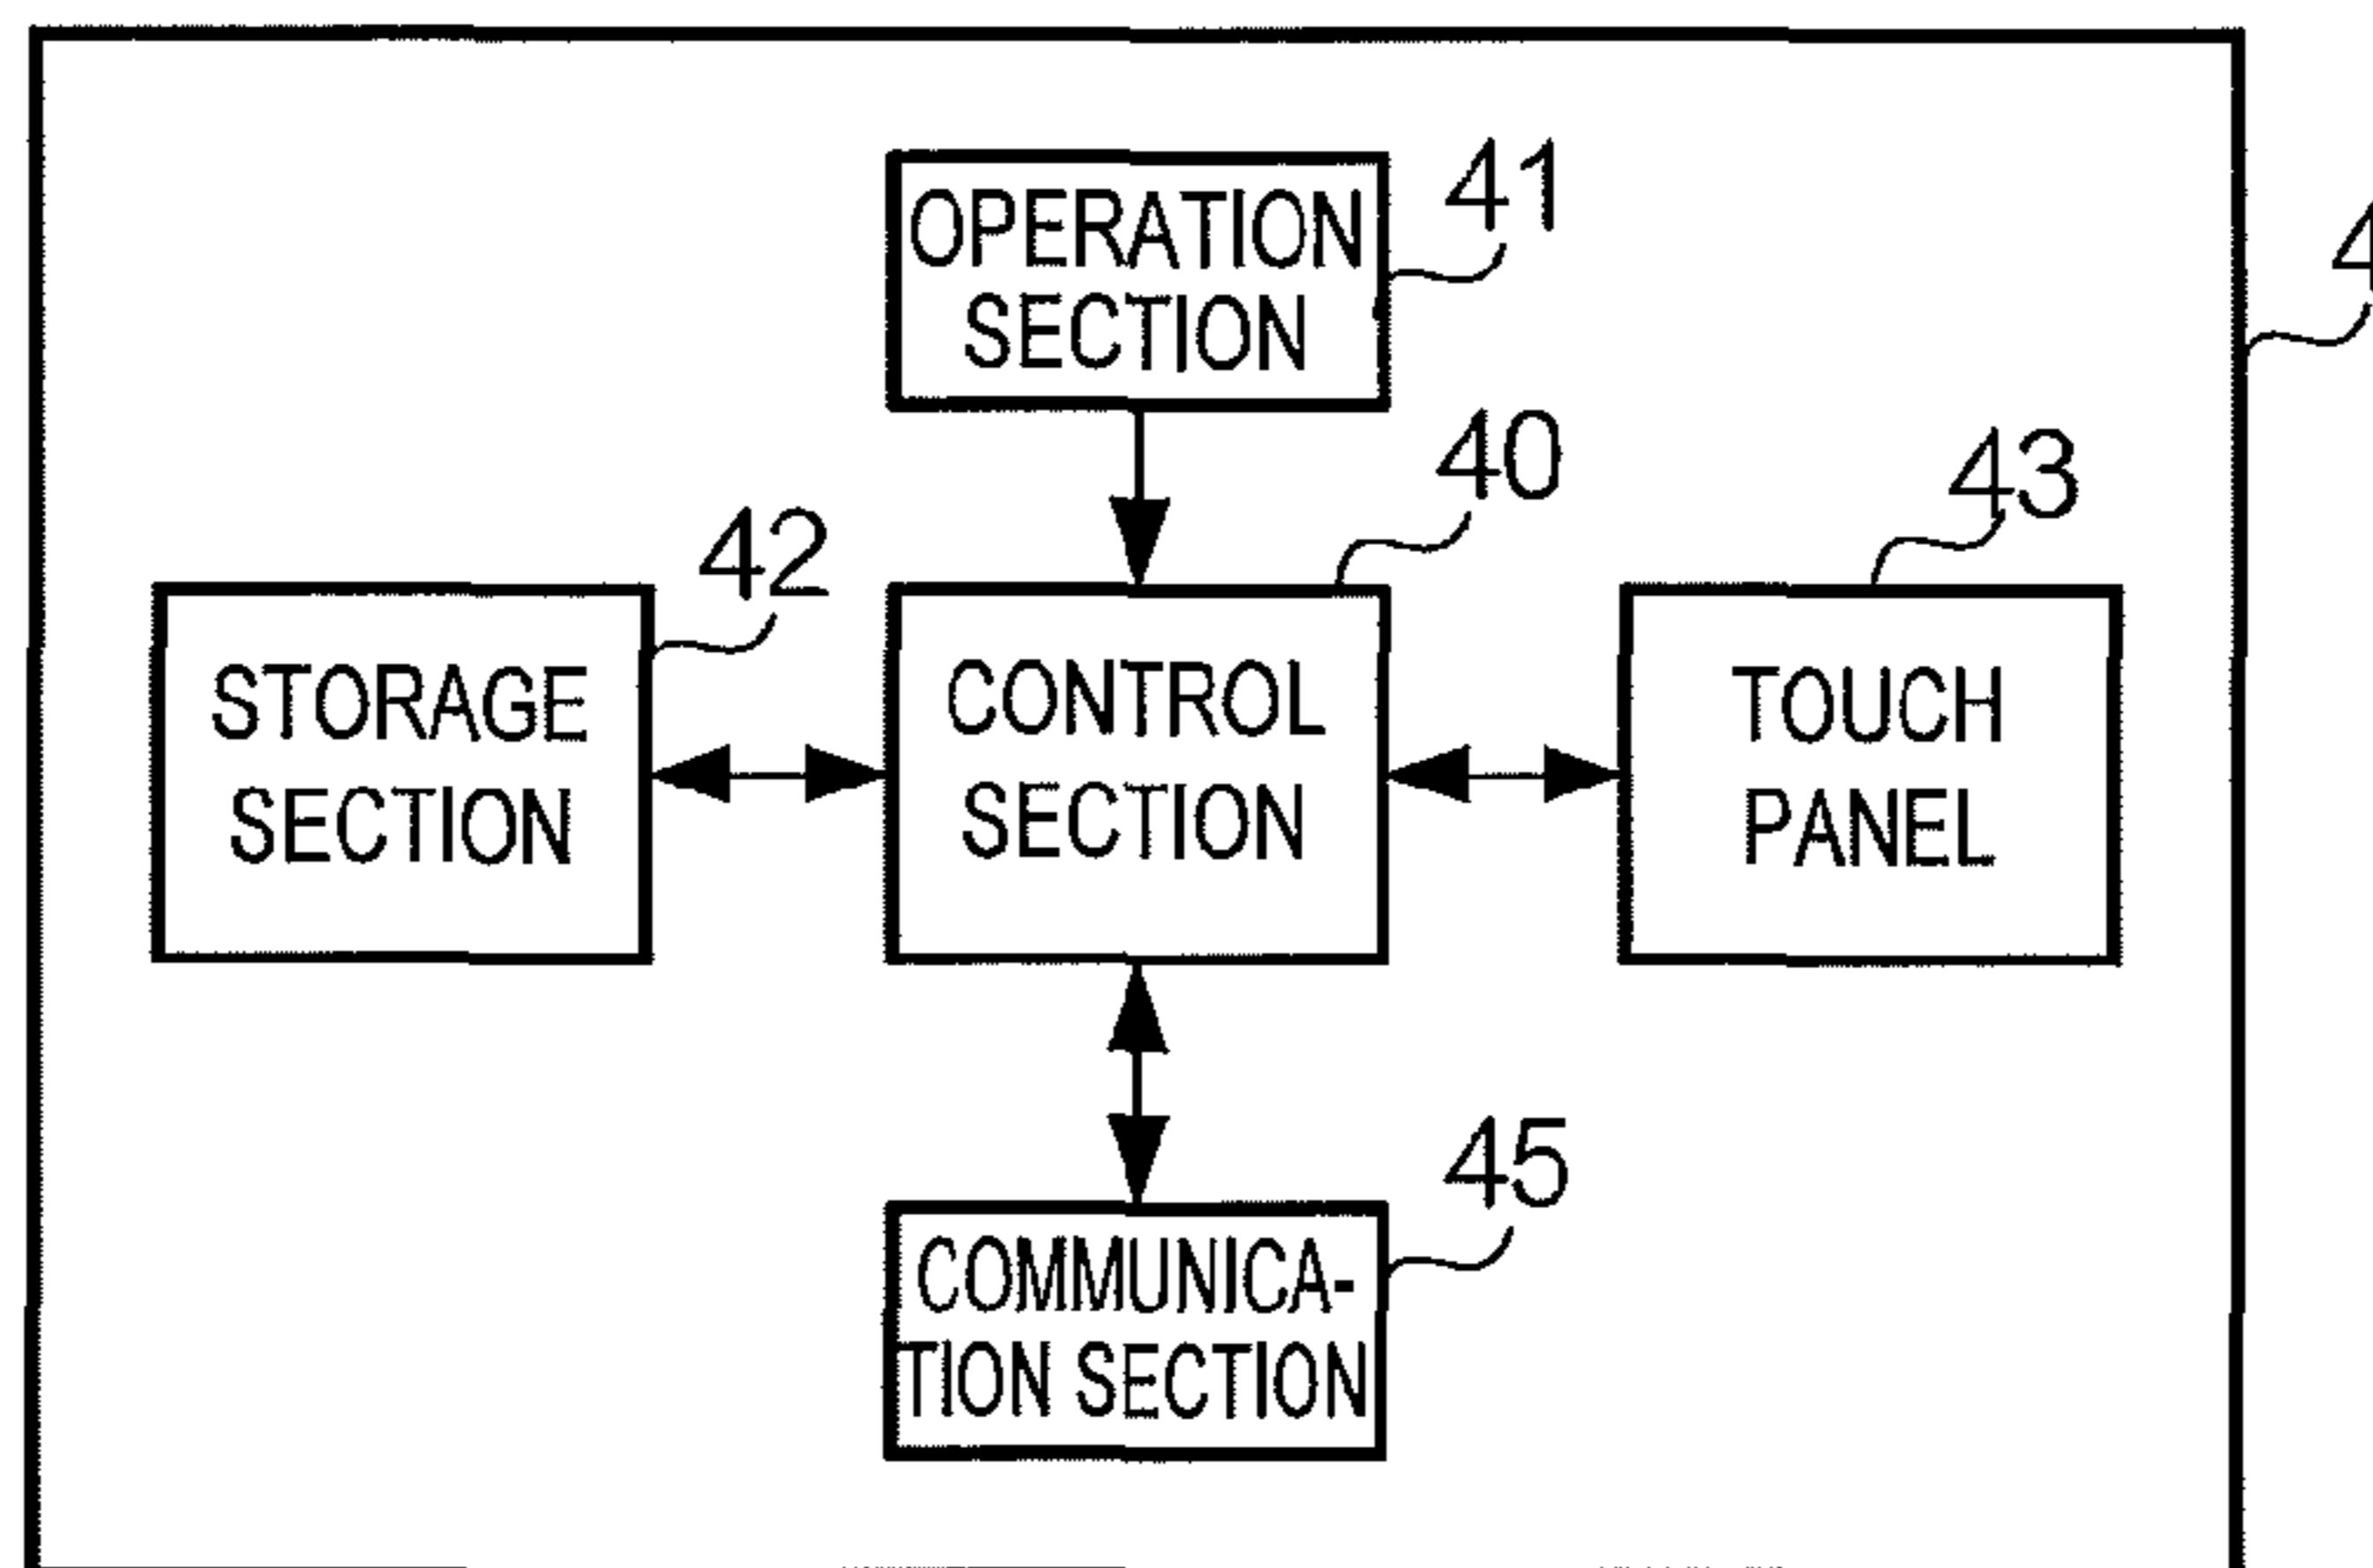 41
OPERATION
SECTION
40
43
42
STORAGE
SECTION
CONTROL
SECTION
TOUCH
PANEL
45
COMMUNICA-
TION SECTION